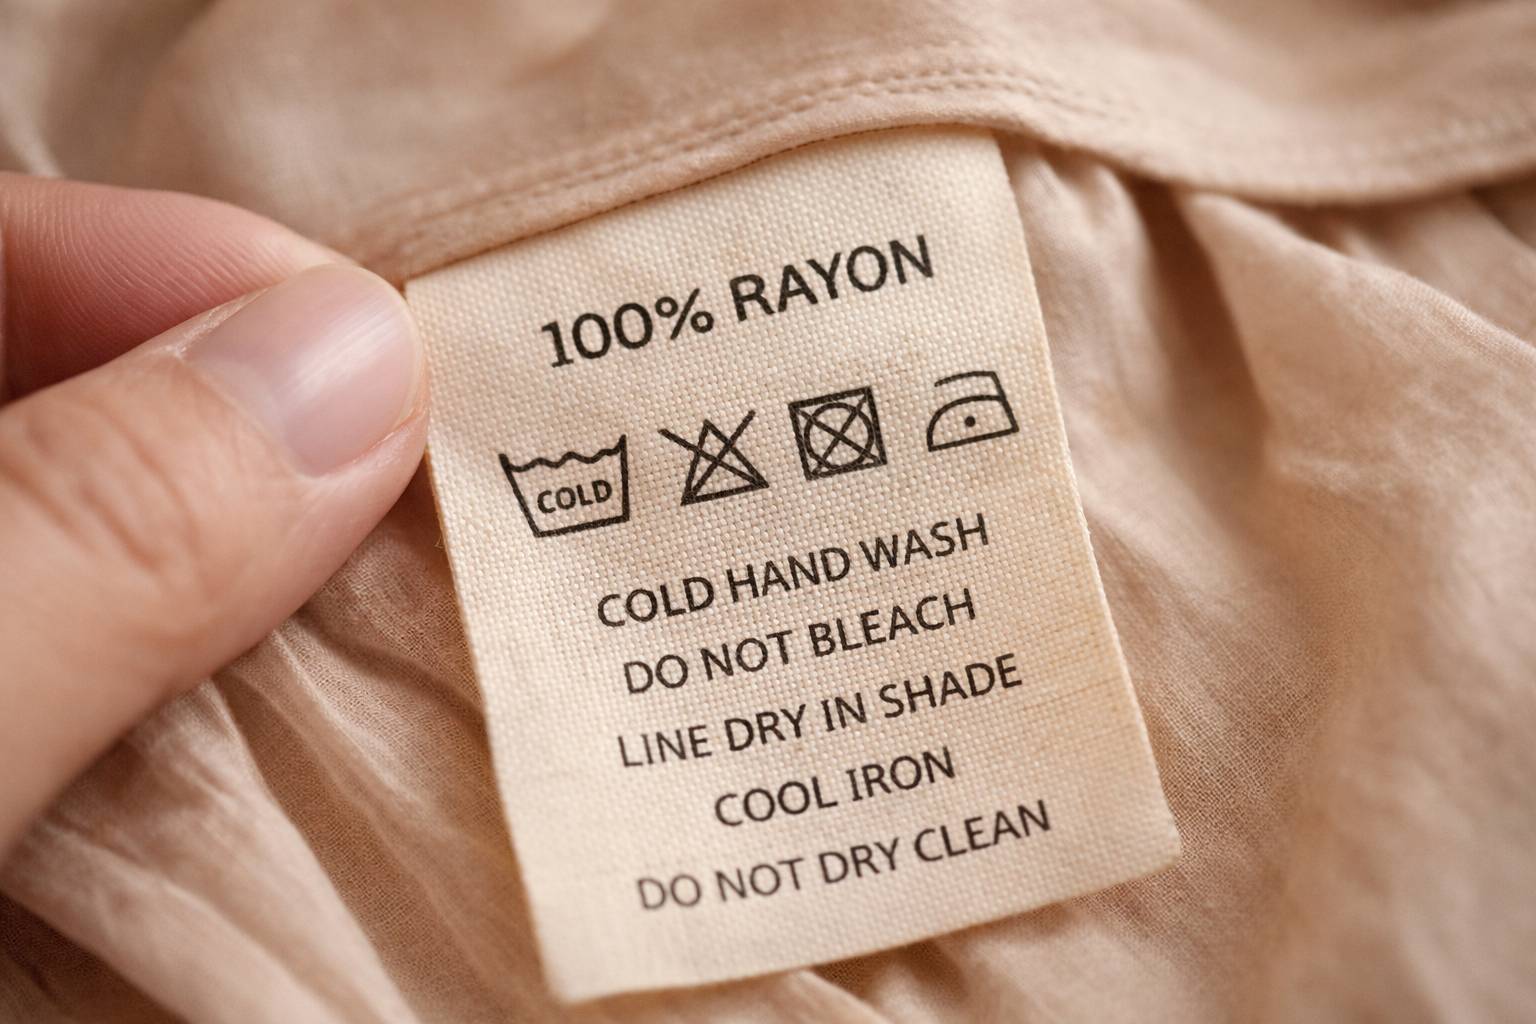 100% RAYON
COLD
COLD HAND WASH
DO NOT BLEACH
LINE DRY IN SHADE
COOL IRON
DO NOT DRY CLEAN